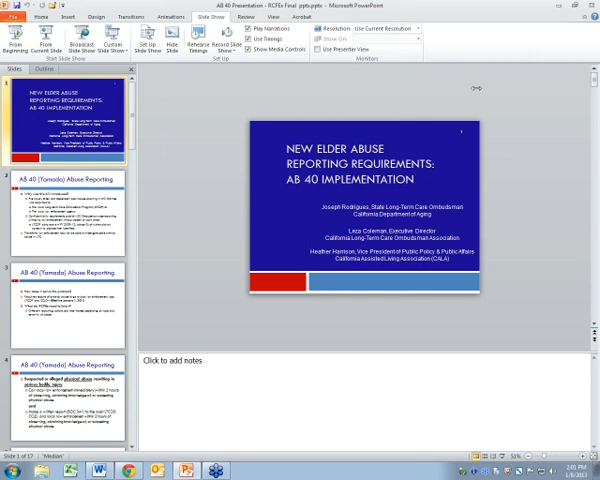 AB 40 Presentation - RCFEs Final pptx.pptx - Microsoft PowerPoint
File Home Insert Design Transitions Animations Slide Show Review View Acrobat
From Beginning
From Current Slide
Broadcast Slide Show
Custom Slide Show
Set Up Slide Show
Hide Slide
Rehearse Timings
Record Slide Show
Play Narrations
Use Timings
Show Media Controls
Resolution: Use Current Resolution
Show On:
Use Presenter View
Start Slide Show
Set Up
Monitors
Slides Outline
1
NEW ELDER ABUSE
REPORTING REQUIREMENTS:
AB 40 IMPLEMENTATION
2
AB 40 (Yamada) Abuse Reporting
3
AB 40 (Yamada) Abuse Reporting
4
AB 40 (Yamada) Abuse Reporting
Suspected or alleged physical abuse resulting in
serious bodily injury
1
NEW ELDER ABUSE
REPORTING REQUIREMENTS:
AB 40 IMPLEMENTATION
Joseph Rodrigues, State Long-Term Care Ombudsman
California Department of Aging
Leza Coleman, Executive Director
California Long-Term Care Ombudsman Association
Heather Harrison, Vice President of Public Policy & Public Affairs
California Assisted Living Association (CALA)
Click to add notes
Slide 1 of 17
"Median"
51%
2:01 PM
1/8/2013